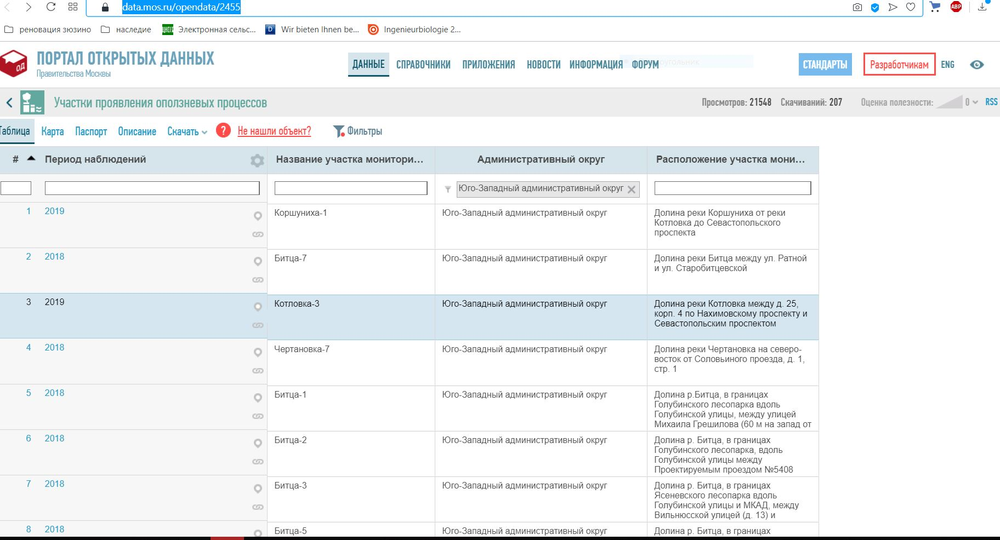 data.mos.ru/opendata/2455
ABP
реновация зюзино наследие Электронная сельс... Wir bieten Ihnen be... Ingenieurbiologie 2...
ПОРТАЛ ОТКРЫТЫХ ДАННЫХ
Правительства Москвы
ДАННЫЕ СПРАВОЧНИКИ ПРИЛОЖЕНИЯ НОВОСТИ ИНФОРМАЦИЯ ФОРУМ
СТАНДАРТЫ Разработчикам ENG
Участки проявления оползневых процессов
Просмотров: 21548 Скачиваний: 207 Оценка полезности: 0 RSS
Таблица Карта Паспорт Описание Скачать ? Не нашли объект? Фильтры
# Период наблюдений Название участка монитори... Административный округ Расположение участка мони...
Юго-Западный административный округ
1 2019 Коршуниха-1 Юго-Западный административный округ Долина реки Коршуниха от реки
Котловка до Севастопольского
проспекта
2 2018 Битца-7 Юго-Западный административный округ Долина реки Битца между ул. Ратной
и ул. Старобитцевской
3 2019 Котловка-3 Юго-Западный административный округ Долина реки Котловка между д. 25,
корп. 4 по Нахимовскому проспекту и
Севастопольским проспектом
4 2018 Чертановка-7 Юго-Западный административный округ Долина реки Чертановка на северо-
восток от Соловьиного проезда, д. 1,
стр. 1
5 2018 Битца-1 Юго-Западный административный округ Долина р.Битца, в границах
Голубинского лесопарка вдоль
Голубинской улицы, между улицей
Михаила Грешилова (60 м на запад от
6 2018 Битца-2 Юго-Западный административный округ Долина р. Битца, в границах
Голубинского лесопарка, вдоль
Голубинской улицы между
Проектируемым проездом №5408
7 2018 Битца-3 Юго-Западный административный округ Долина р. Битца, в границах
Ясеневского лесопарка вдоль
Голубинской улицы и МКАД, между
Вильнюсской улицей (д. 13) и
8 2018 Битца-5 Юго-Западный административный округ Долина р. Битца, в границах